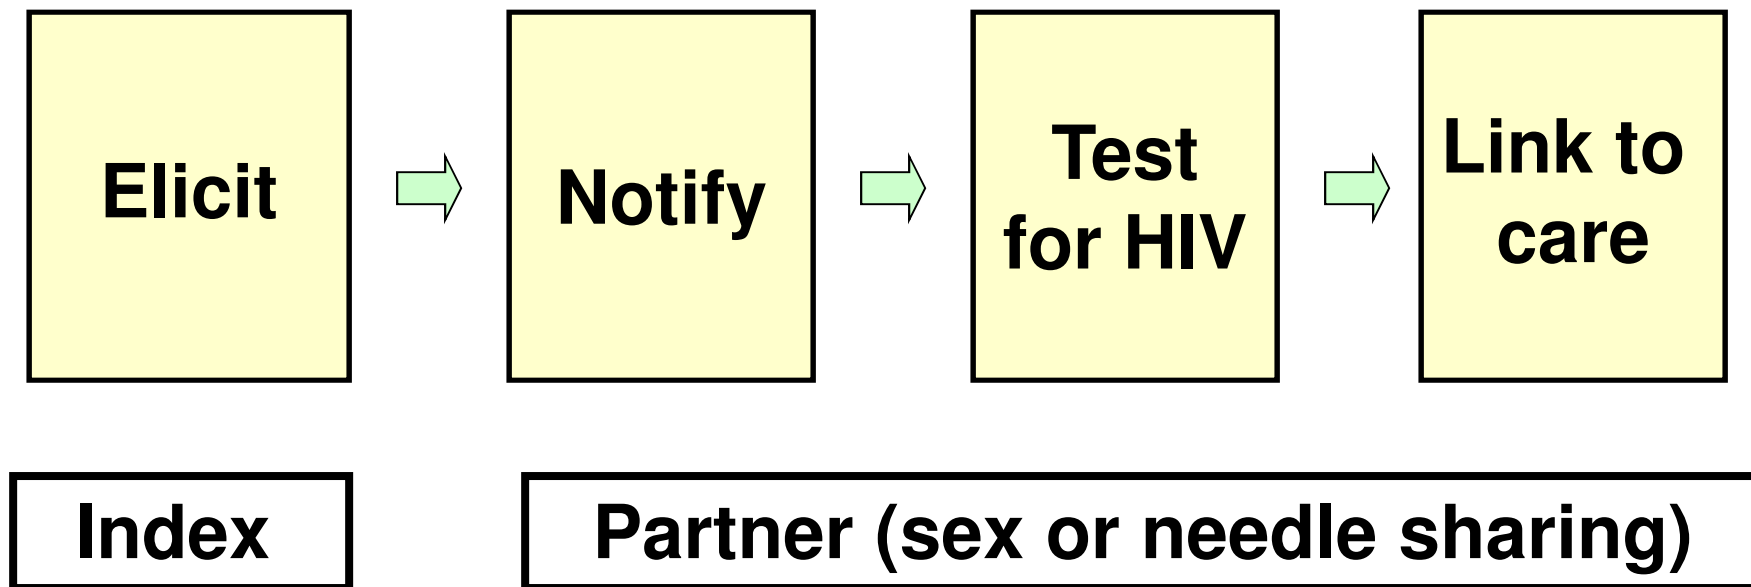 Elicit
Notify
Test
for HIV
Link to
care
Index
Partner (sex or needle sharing)